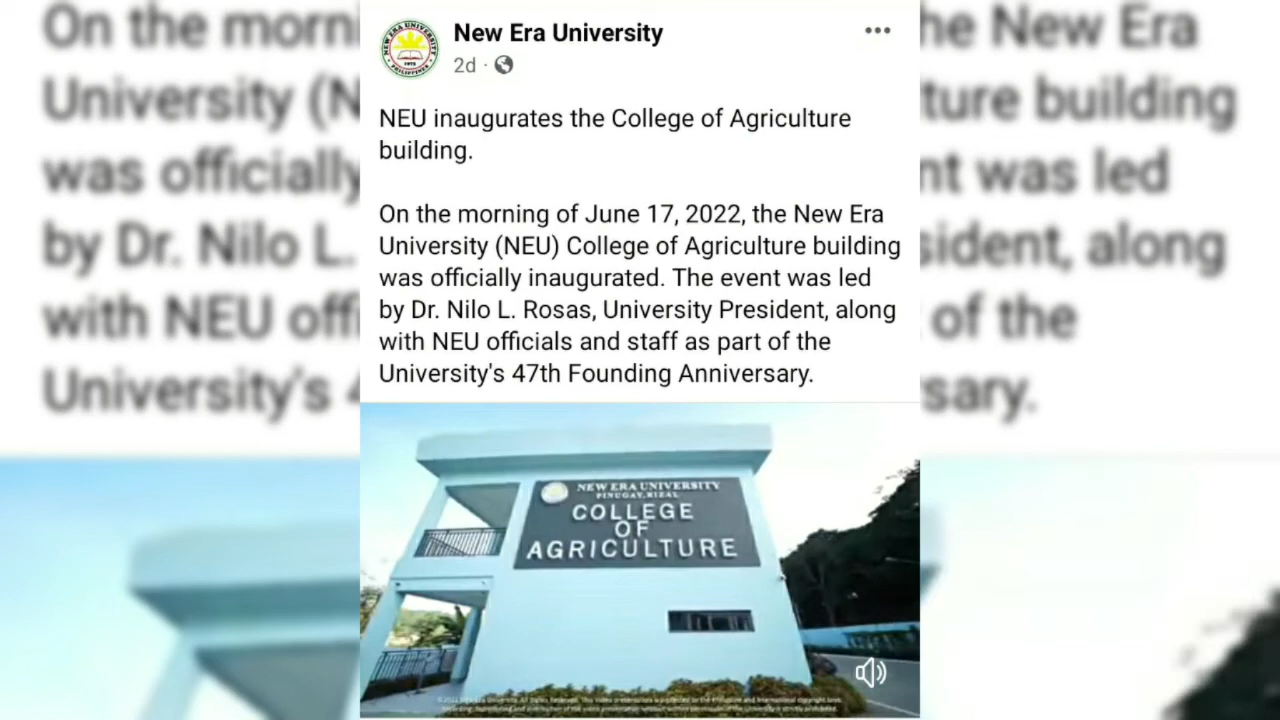 New Era University
2d ·
NEU inaugurates the College of Agriculture
building.
On the morning of June 17, 2022, the New Era
University (NEU) College of Agriculture building
was officially inaugurated. The event was led
by Dr. Nilo L. Rosas, University President, along
with NEU officials and staff as part of the
University's 47th Founding Anniversary.
NEW ERA UNIVERSITY
PINUGAY, RIZAL
COLLEGE
OF
AGRICULTURE